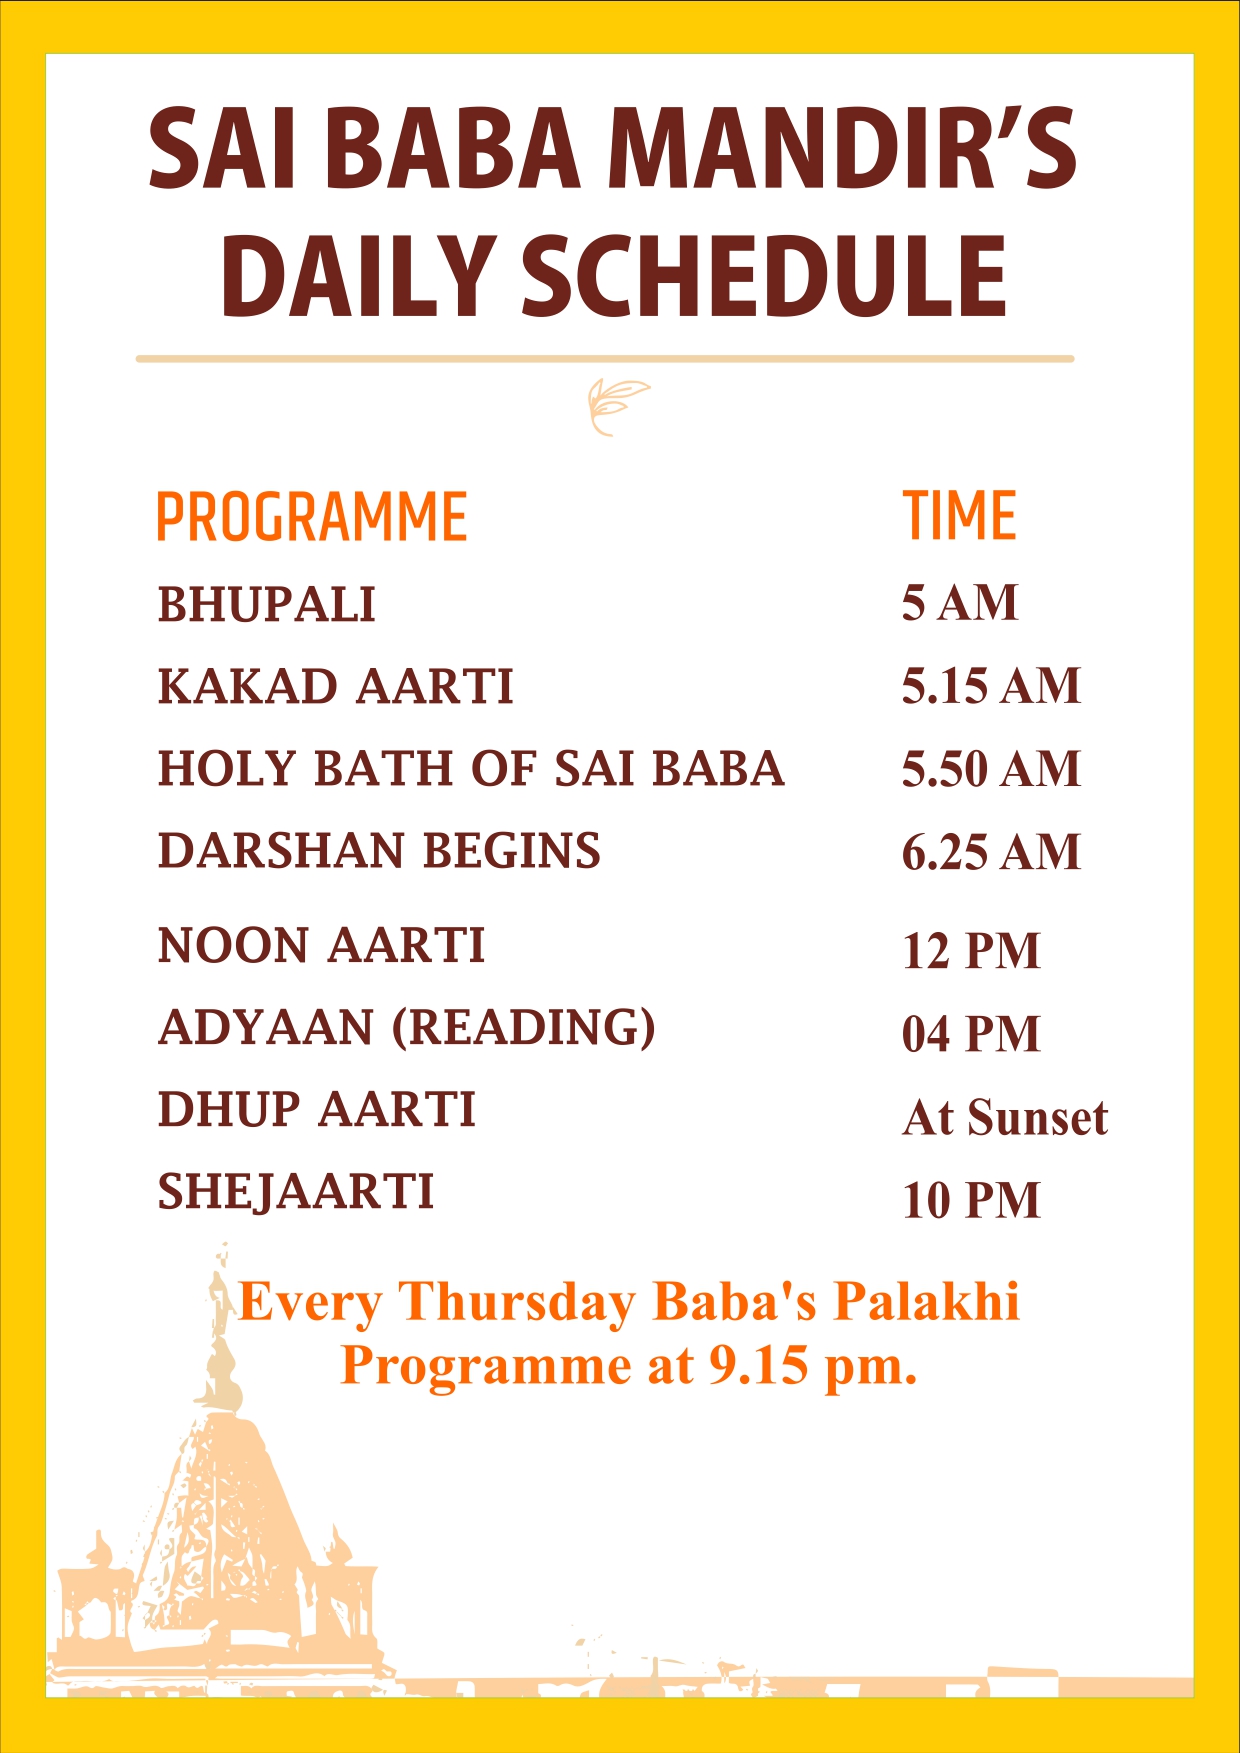 SAI BABA MANDIR’S
DAILY SCHEDULE
PROGRAMME TIME
BHUPALI 5 AM
KAKAD AARTI 5.15 AM
HOLY BATH OF SAI BABA 5.50 AM
DARSHAN BEGINS 6.25 AM
NOON AARTI 12 PM
ADYAAN (READING) 04 PM
DHUP AARTI At Sunset
SHEJAARTI 10 PM
Every Thursday Baba's Palakhi
Programme at 9.15 pm.